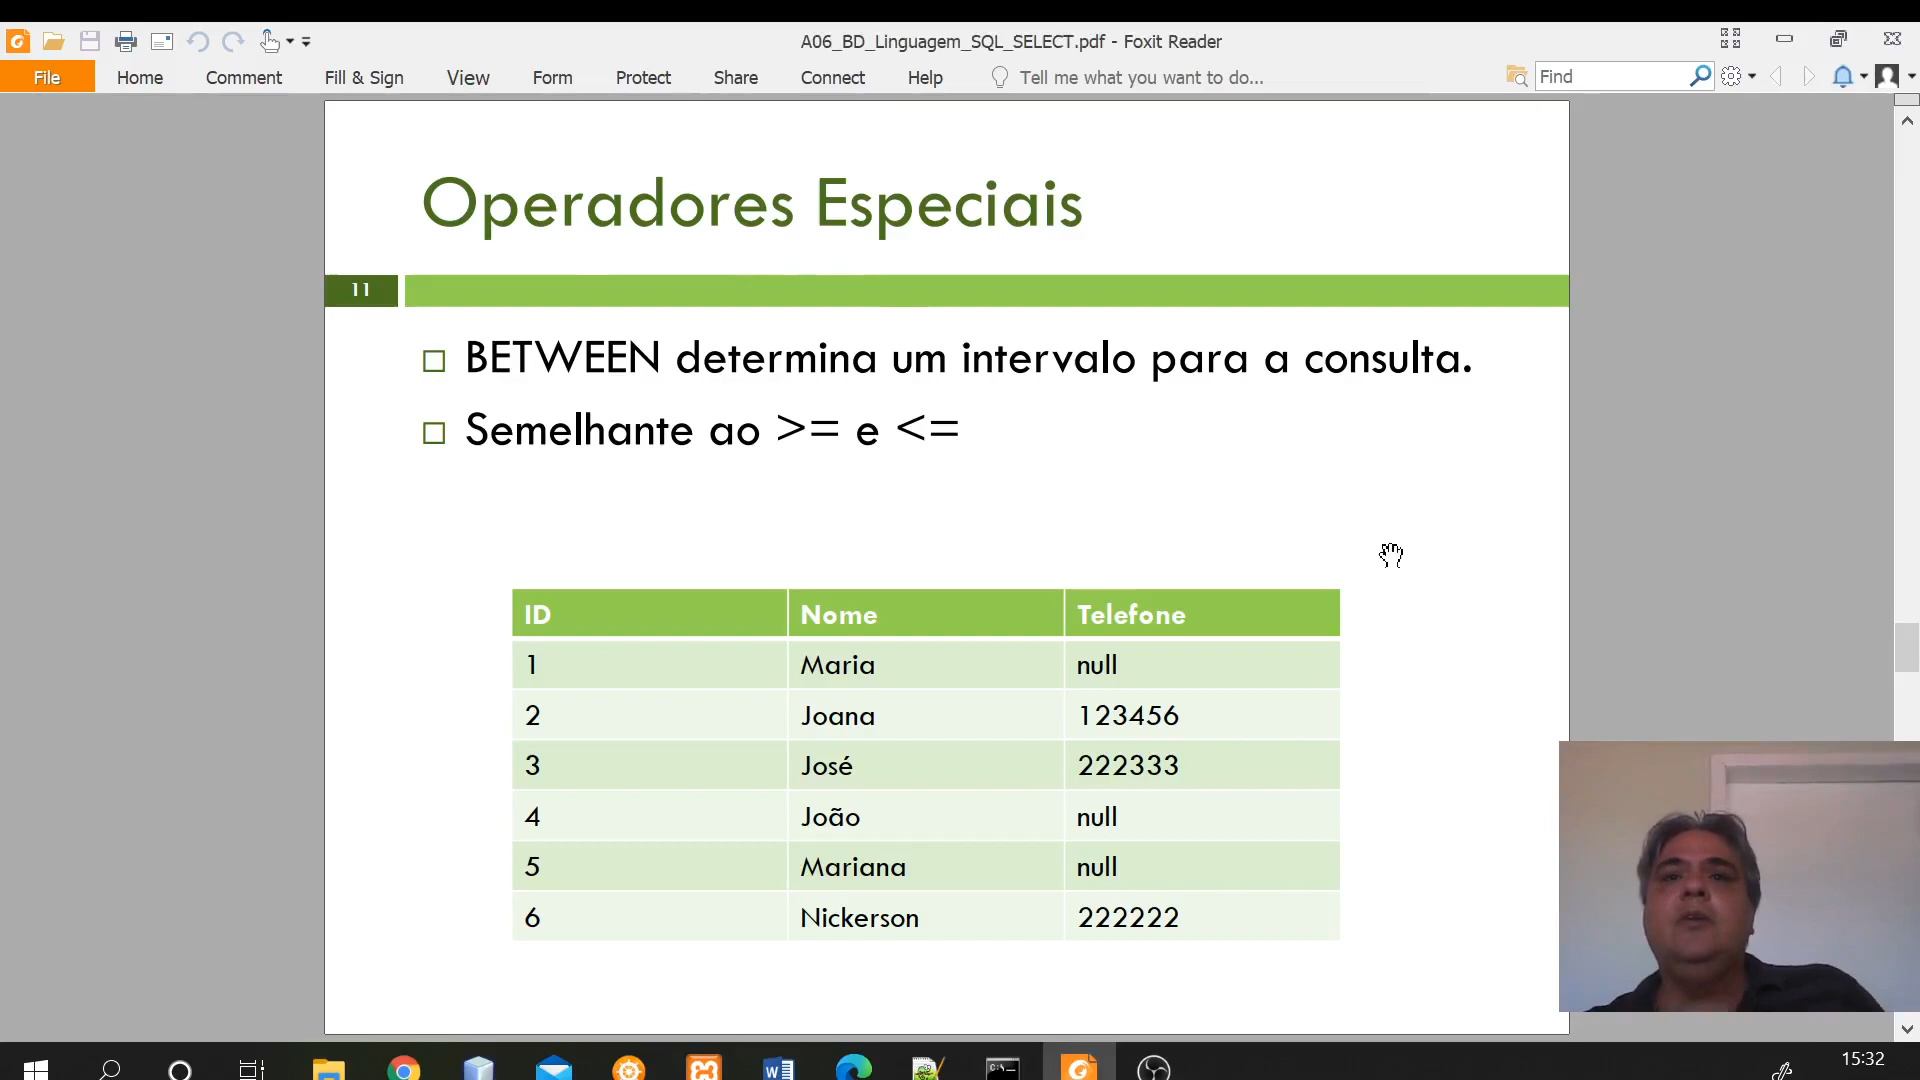 A06_BD_Linguagem_SQL_SELECT.pdf - Foxit Reader
File Home Comment Fill & Sign View Form Protect Share Connect Help Tell me what you want to do... Find
Operadores Especiais
11
BETWEEN determina um intervalo para a consulta.
Semelhante ao >= e <=
ID Nome Telefone
1 Maria null
2 Joana 123456
3 José 222333
4 João null
5 Mariana null
6 Nickerson 222222
15:32